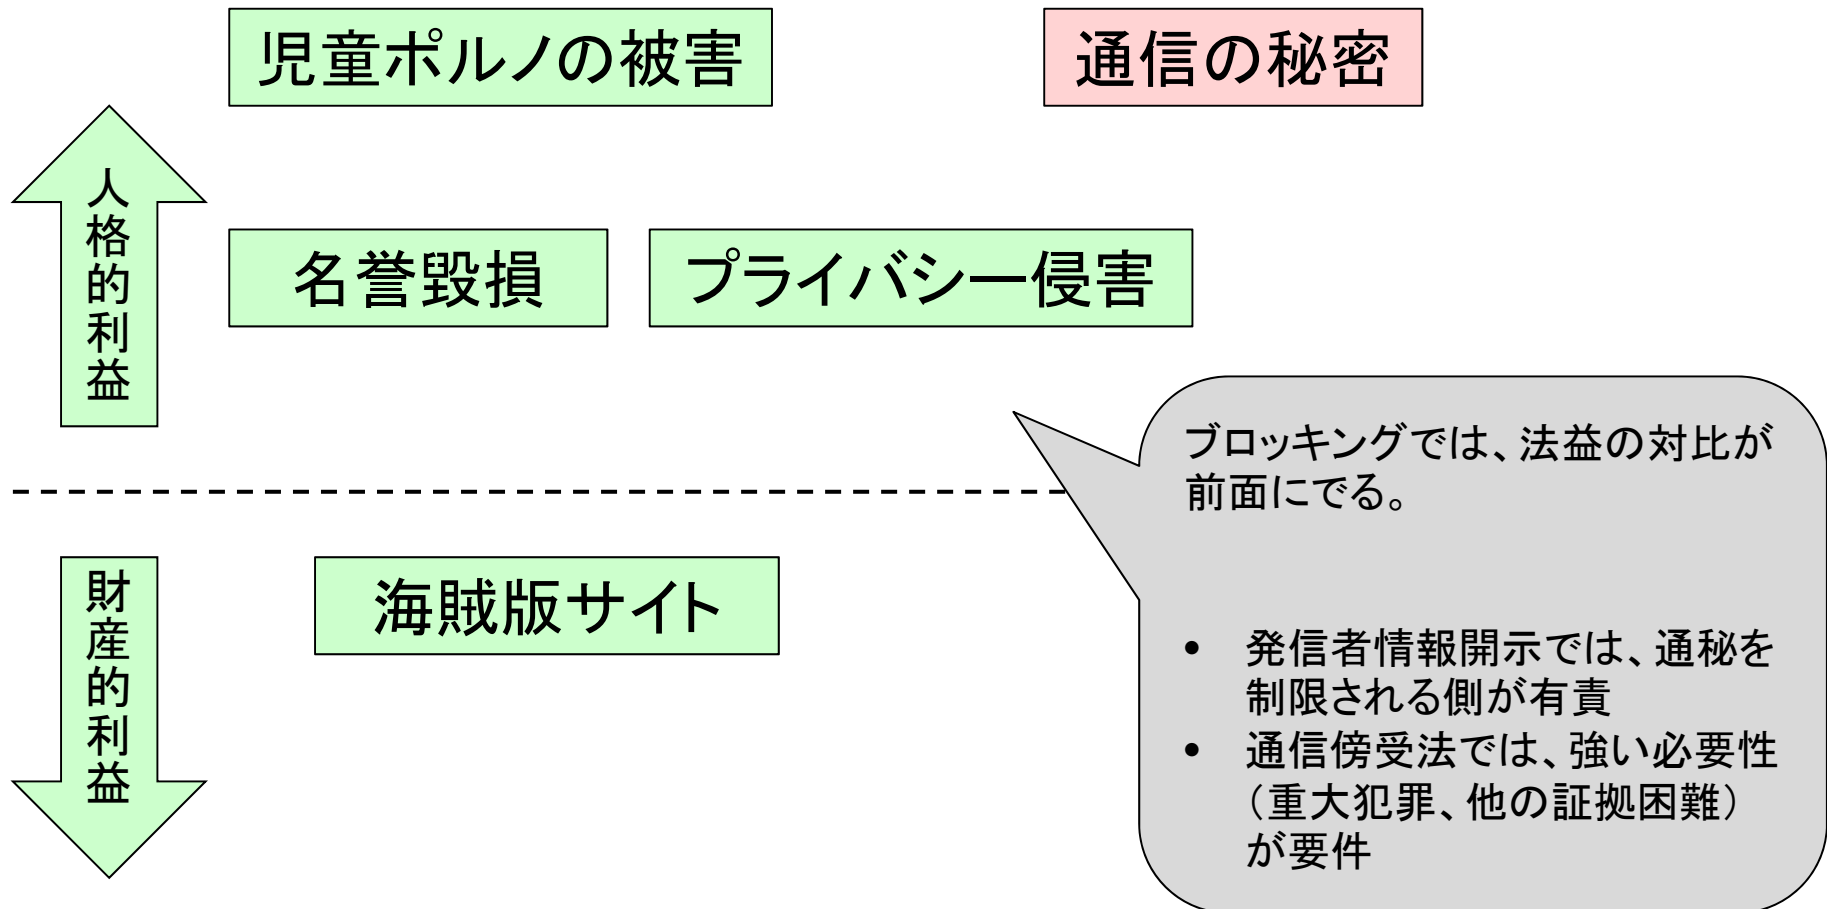 児童ポルノの被害
通信の秘密
人格的利益
名誉毀損
プライバシー侵害
ブロッキングでは、法益の対比が
前面にでる。
財産的利益
海賊版サイト
• 発信者情報開示では、通秘を
制限される側が有責
• 通信傍受法では、強い必要性
（重大犯罪、他の証拠困難）
が要件